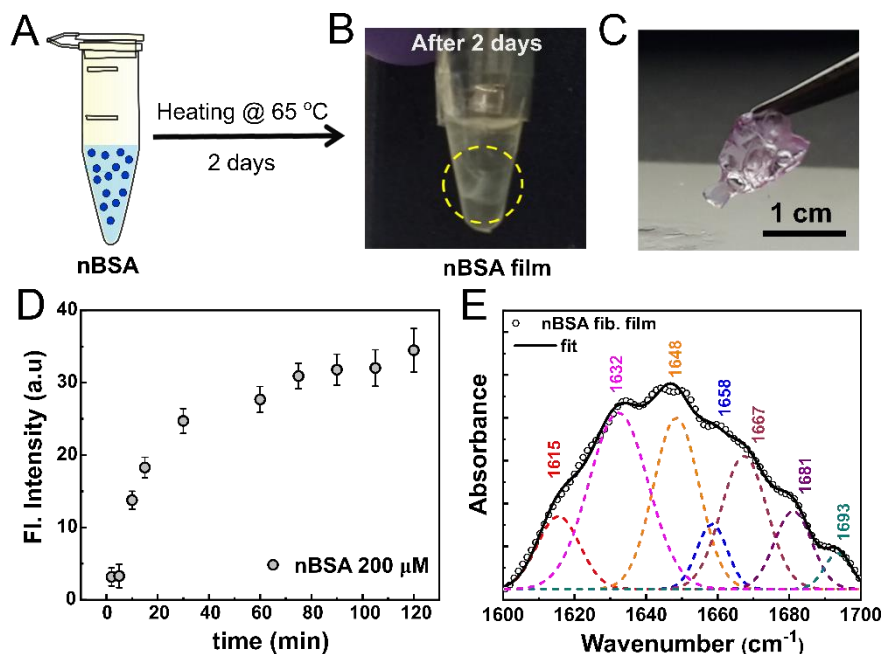 A
Heating @ 65 °C
2 days
nBSA
B
After 2 days
nBSA film
C
1 cm
D
Fl. Intensity (a.u)
40
30
20
10
0
nBSA 200 μM
0 20 40 60 80 100 120
time (min)
E
Absorbance
nBSA fib. film
fit
1615
1632
1648
1658
1667
1681
1693
1600 1620 1640 1660 1680 1700
Wavenumber (cm⁻¹)